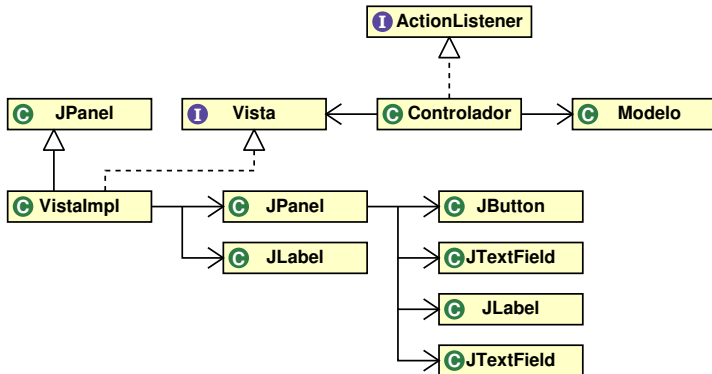 I ActionListener
C JPanel
I Vista
C Controlador
C Modelo
C VistaImpl
C JPanel
C JButton
C JLabel
C JTextField
C JLabel
C JTextField